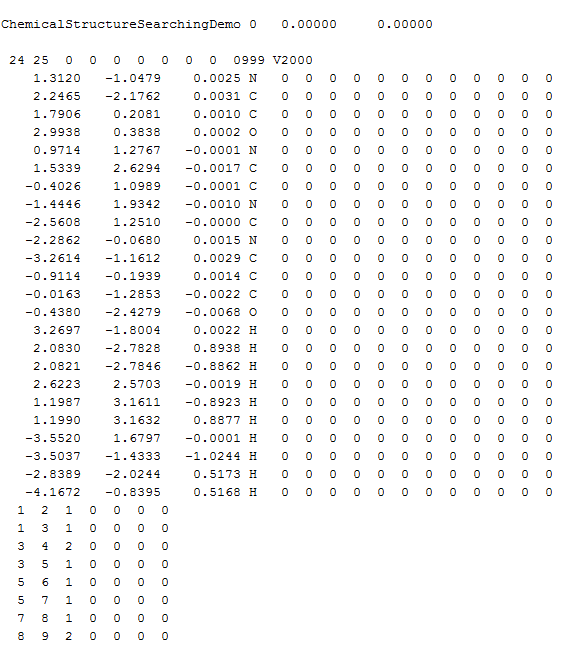 ChemicalStructureSearchingDemo 0 0.00000 0.00000
24 25 0 0 0 0 0 0 0999 V2000
1.3120 -1.0479 0.0025 N 0 0 0 0 0 0 0 0 0 0 0 0
2.2465 -2.1762 0.0031 C 0 0 0 0 0 0 0 0 0 0 0 0
1.7906 0.2081 0.0010 C 0 0 0 0 0 0 0 0 0 0 0 0
2.9938 0.3838 0.0002 O 0 0 0 0 0 0 0 0 0 0 0 0
0.9714 1.2767 -0.0001 N 0 0 0 0 0 0 0 0 0 0 0 0
1.5339 2.6294 -0.0017 C 0 0 0 0 0 0 0 0 0 0 0 0
-0.4026 1.0989 -0.0001 C 0 0 0 0 0 0 0 0 0 0 0 0
-1.4446 1.9342 -0.0010 N 0 0 0 0 0 0 0 0 0 0 0 0
-2.5608 1.2510 -0.0000 C 0 0 0 0 0 0 0 0 0 0 0 0
-2.2862 -0.0680 0.0015 N 0 0 0 0 0 0 0 0 0 0 0 0
-3.2614 -1.1612 0.0029 C 0 0 0 0 0 0 0 0 0 0 0 0
-0.9114 -0.1939 0.0014 C 0 0 0 0 0 0 0 0 0 0 0 0
-0.0163 -1.2853 -0.0022 C 0 0 0 0 0 0 0 0 0 0 0 0
-0.4380 -2.4279 -0.0068 O 0 0 0 0 0 0 0 0 0 0 0 0
3.2697 -1.8004 0.0022 H 0 0 0 0 0 0 0 0 0 0 0 0
2.0830 -2.7828 0.8938 H 0 0 0 0 0 0 0 0 0 0 0 0
2.0821 -2.7846 -0.8862 H 0 0 0 0 0 0 0 0 0 0 0 0
2.6223 2.5703 -0.0019 H 0 0 0 0 0 0 0 0 0 0 0 0
1.1987 3.1611 -0.8923 H 0 0 0 0 0 0 0 0 0 0 0 0
1.1990 3.1632 0.8877 H 0 0 0 0 0 0 0 0 0 0 0 0
-3.5520 1.6797 -0.0001 H 0 0 0 0 0 0 0 0 0 0 0 0
-3.5037 -1.4333 -1.0244 H 0 0 0 0 0 0 0 0 0 0 0 0
-2.8389 -2.0244 0.5173 H 0 0 0 0 0 0 0 0 0 0 0 0
-4.1672 -0.8395 0.5168 H 0 0 0 0 0 0 0 0 0 0 0 0
1 2 1 0 0 0 0
1 3 1 0 0 0 0
3 4 2 0 0 0 0
3 5 1 0 0 0 0
5 6 1 0 0 0 0
5 7 1 0 0 0 0
7 8 1 0 0 0 0
8 9 2 0 0 0 0